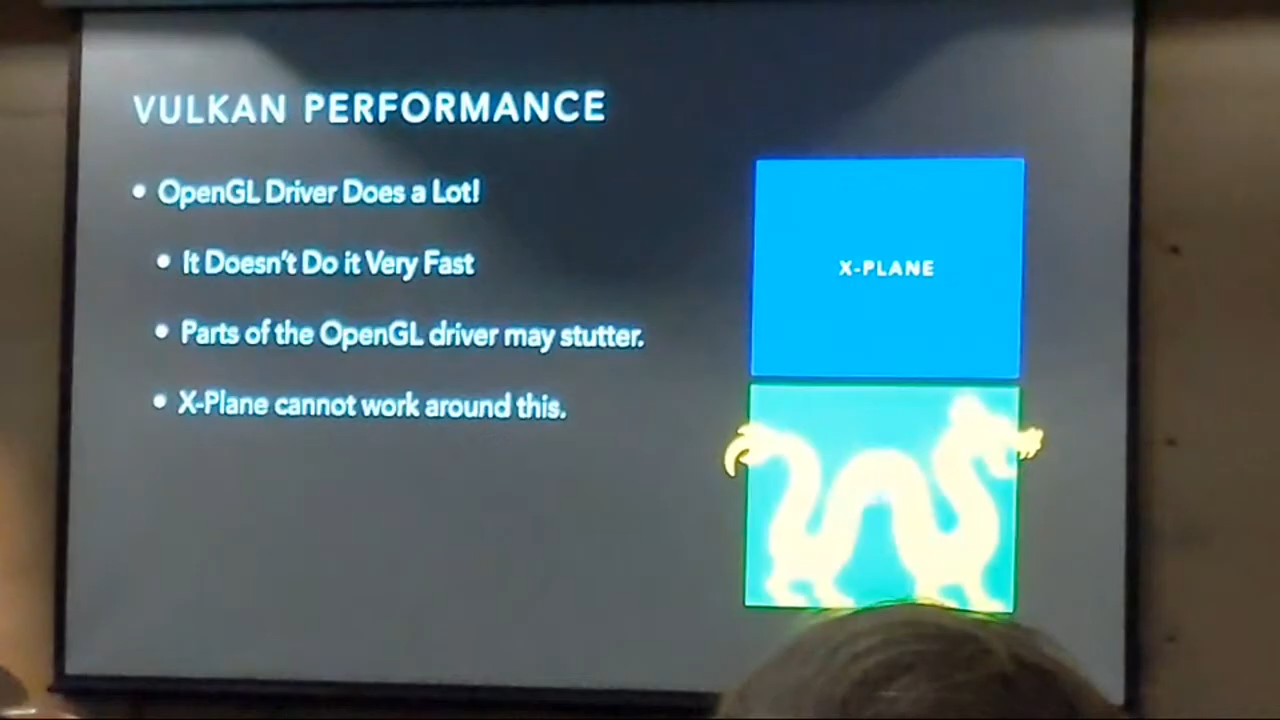 VULKAN PERFORMANCE
• OpenGL Driver Does a Lot!
• It Doesn't Do it Very Fast
• Parts of the OpenGL driver may stutter.
• X-Plane cannot work around this.
X-PLANE